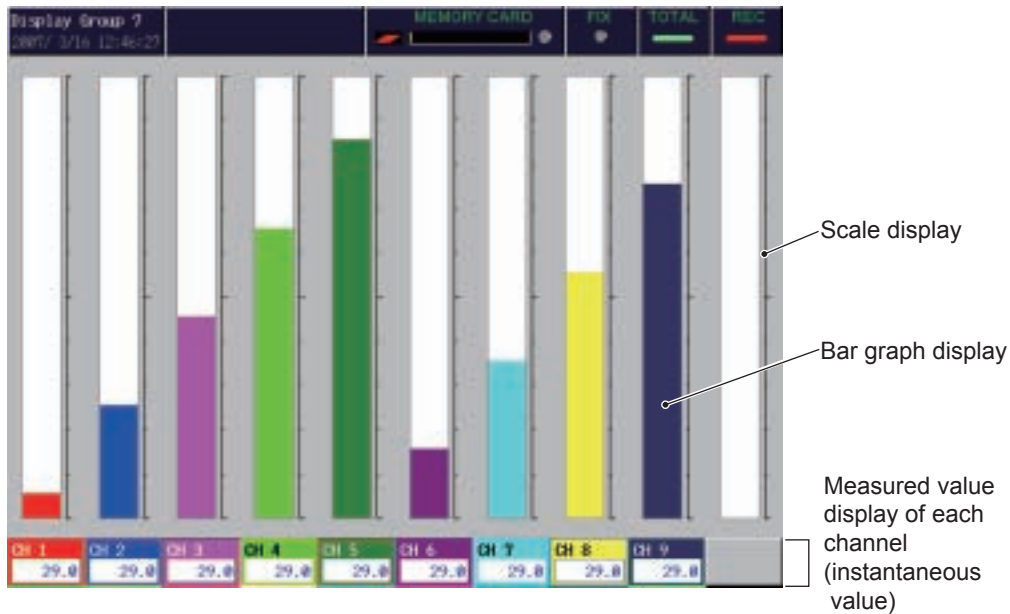 Display Group 7
2007/ 3/16 12:46:27
MEMORY CARD
FIX
TOTAL
REC
Scale display
Bar graph display
Measured value
display of each
channel
(instantaneous
value)
CH 1
CH 2
CH 3
CH 4
CH 5
CH 6
CH 7
CH 8
CH 9
29.0
29.0
29.0
29.0
29.0
29.0
29.0
29.0
29.0